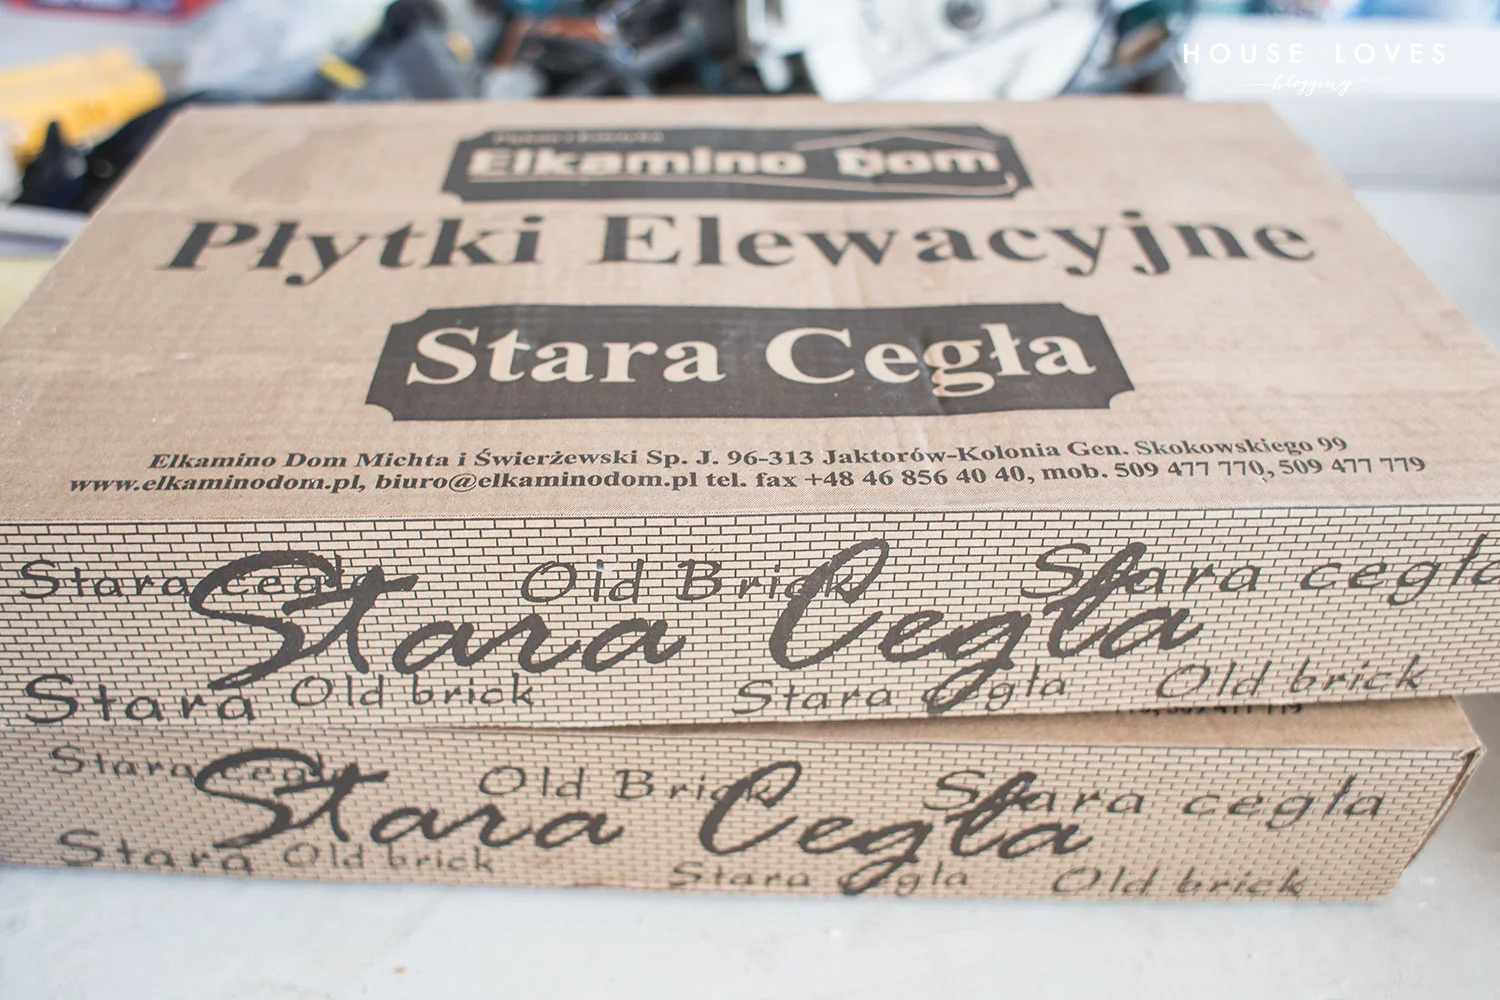 HOUSE LOVES
blogging
Elkamino Dom
Płytki Elewacyjne
Stara Cegła
Elkamino Dom Michta i Świerżewski Sp. J. 96-313 Jaktorów-Kolonia Gen. Skokowskiego 99
www.elkaminodom.pl, biuro@elkaminodom.pl tel. fax +48 46 856 40 40, mob. 509 477 770, 509 477 779
Stara cegła Old Brick Stara cegła
Stara Cegła
Stara Old brick Stara cegła Old brick
Stara cegła Old Brick Stara cegła
Stara Cegła
Stara Old brick Stara cegła Old brick